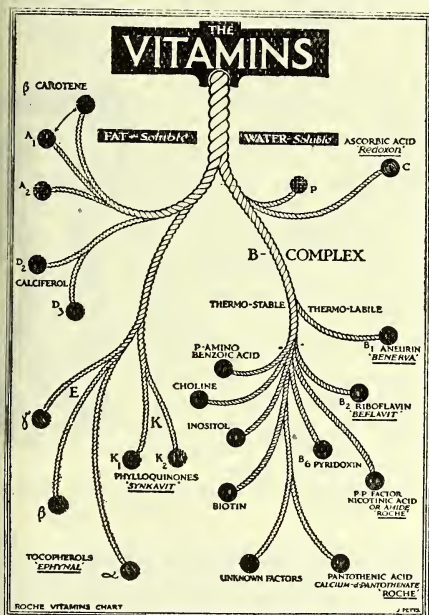 THE
VITAMINS
FAT-Soluble
WATER-Soluble
β CAROTENE
A1
A2
D2
CALCIFEROL
D3
E
γ
β
TOCOPHEROLS
'EPHYNAL'
α
K
K1
K2
PHYLLOQUINONES
'SYNKAVIT'
ASCORBIC ACID
'Redoxon'
C
P
B- COMPLEX
THERMO-STABLE
THERMO-LABILE
B1 ANEURIN
'BENERVA'
P-AMINO
BENZOIC ACID
B2 RIBOFLAVIN
'BEFLAVIT'
CHOLINE
INOSITOL
B6 PYRIDOXIN
P.P. FACTOR
NICOTINIC ACID
OR AMIDE
'ROCHE'
BIOTIN
UNKNOWN FACTORS
PANTOTHENIC ACID
CALCIUM-d-PANTOTHENATE
'ROCHE'
ROCHE VITAMINS CHART
J PETTS